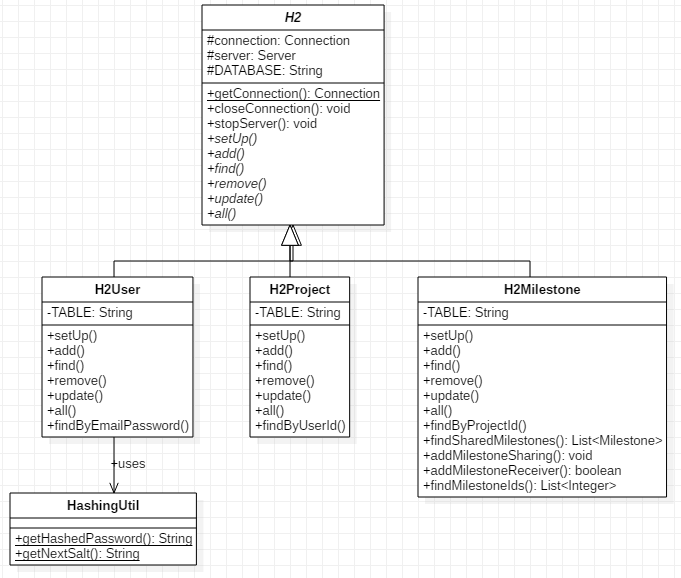 H2
#connection: Connection
#server: Server
#DATABASE: String
+getConnection(): Connection
+closeConnection(): void
+stopServer(): void
+setUp()
+add()
+find()
+remove()
+update()
+all()
H2User
-TABLE: String
+setUp()
+add()
+find()
+remove()
+update()
+all()
+findByEmailPassword()
H2Project
-TABLE: String
+setUp()
+add()
+find()
+remove()
+update()
+all()
+findByUserId()
H2Milestone
-TABLE: String
+setUp()
+add()
+find()
+remove()
+update()
+all()
+findByProjectId()
+findSharedMilestones(): List<Milestone>
+addMilestoneSharing(): void
+addMilestoneReceiver(): boolean
+findMilestoneIds(): List<Integer>
+uses
HashingUtil
+getHashedPassword(): String
+getNextSalt(): String